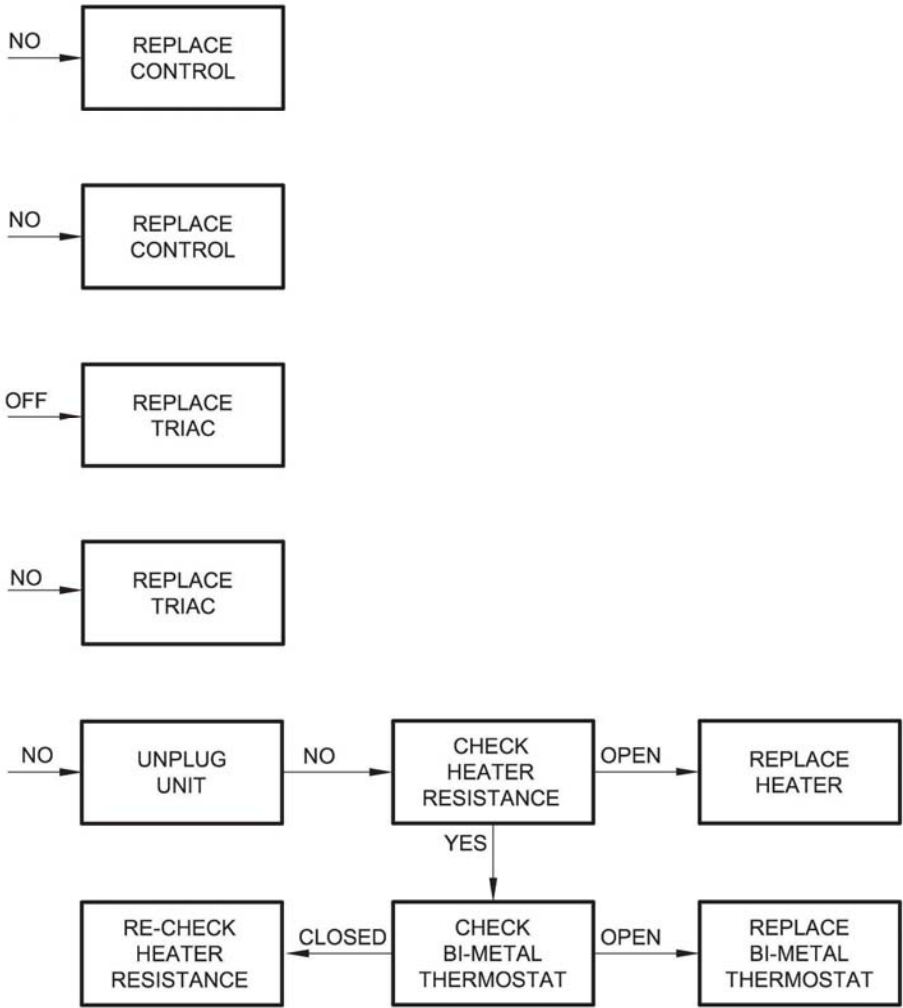 NO
REPLACE
CONTROL
NO
REPLACE
CONTROL
OFF
REPLACE
TRIAC
NO
REPLACE
TRIAC
NO
UNPLUG
UNIT
NO
CHECK
HEATER
RESISTANCE
OPEN
REPLACE
HEATER
YES
RE-CHECK
HEATER
RESISTANCE
CLOSED
CHECK
BI-METAL
THERMOSTAT
OPEN
REPLACE
BI-METAL
THERMOSTAT